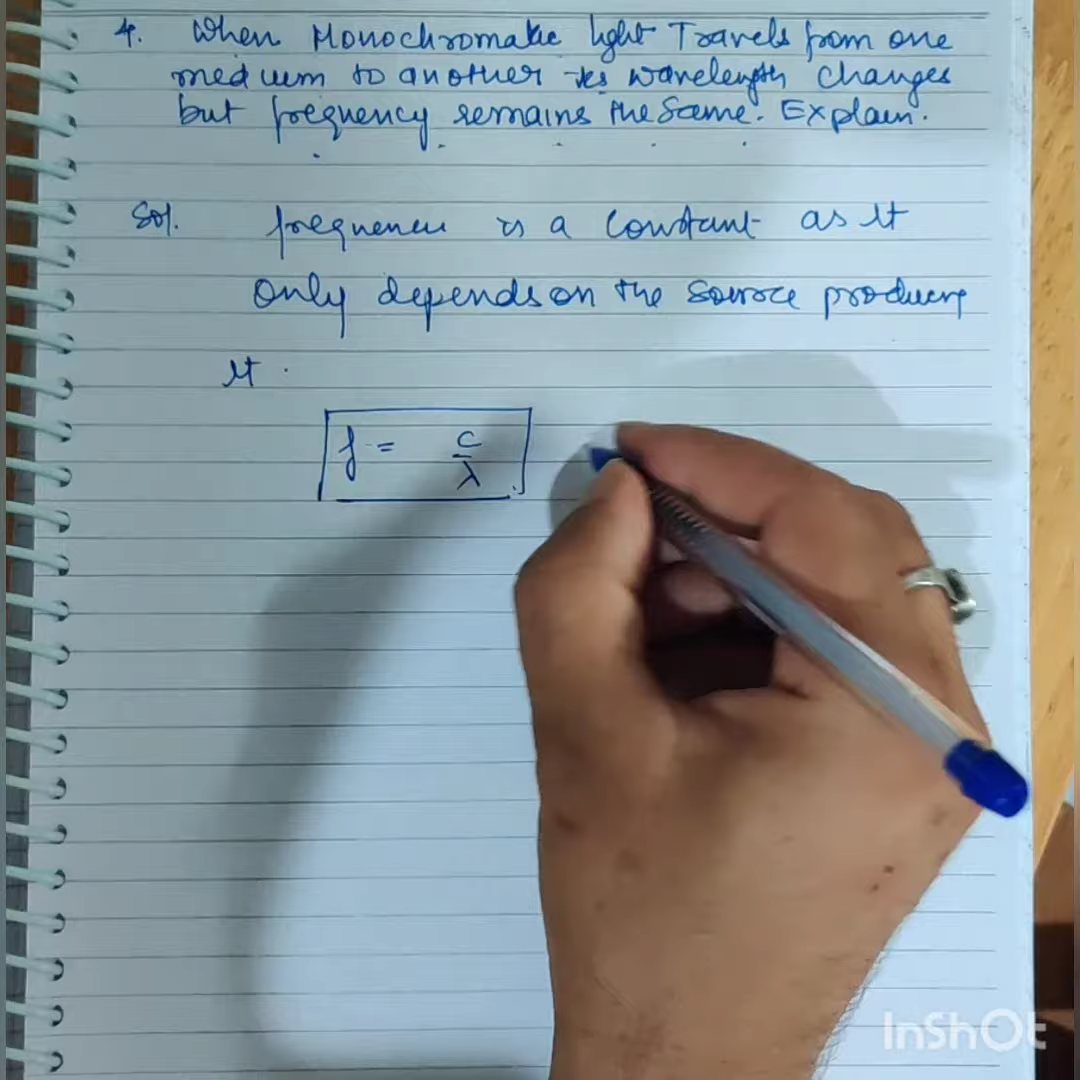 4. When Monochromatic light Travels from one
medium to another its wavelength changes
but frequency remains the same. Explain.
Sol. frequence is a constant as it
Only depends on the source producing
it.
f = c/λ
InShOt